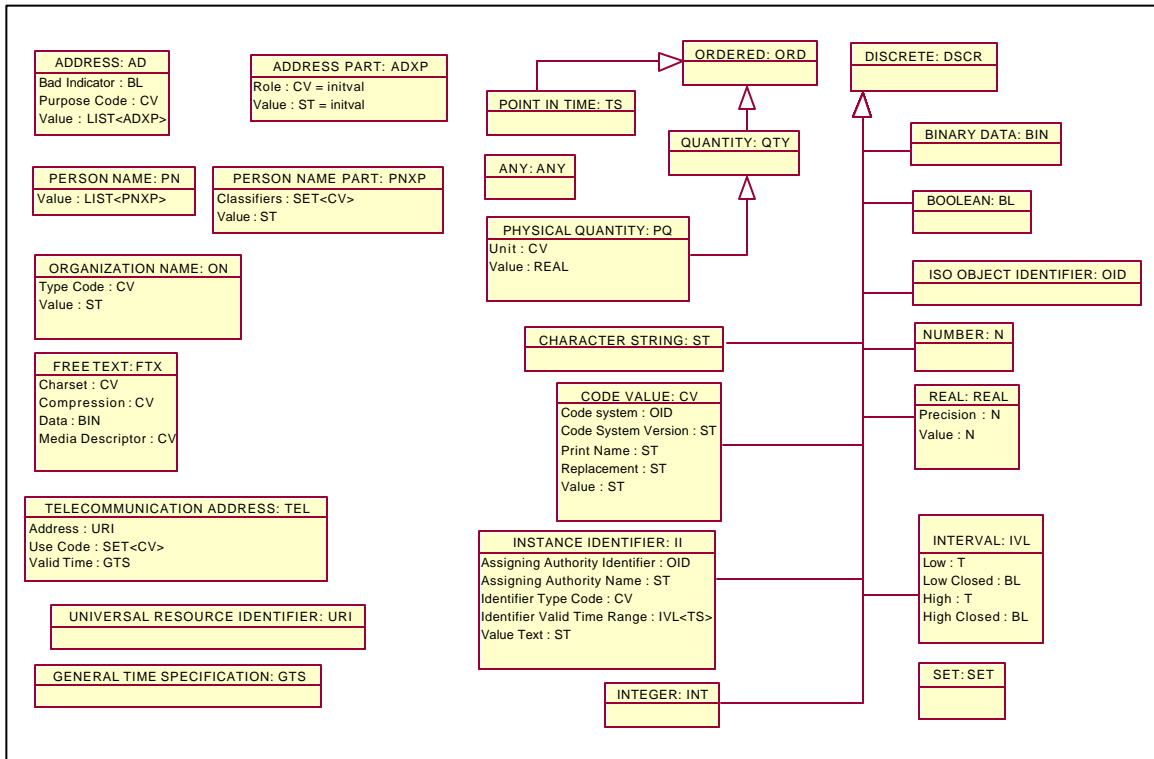 ADDRESS: AD
Bad Indicator : BL
Purpose Code : CV
Value : LIST<ADXP>
ADDRESS PART: ADXP
Role : CV = initval
Value : ST = initval
PERSON NAME: PN
Value : LIST<PNXP>
PERSON NAME PART: PNXP
Classifiers : SET<CV>
Value : ST
ORGANIZATION NAME: ON
Type Code : CV
Value : ST
FREE TEXT: FTX
Charset : CV
Compression : CV
Data : BIN
Media Descriptor : CV
TELECOMMUNICATION ADDRESS: TEL
Address : URI
Use Code : SET<CV>
Valid Time : GTS
UNIVERSAL RESOURCE IDENTIFIER: URI
GENERAL TIME SPECIFICATION: GTS
ORDERED: ORD
POINT IN TIME: TS
QUANTITY: QTY
ANY: ANY
PHYSICAL QUANTITY: PQ
Unit : CV
Value : REAL
CHARACTER STRING: ST
CODE VALUE: CV
Code system : OID
Code System Version : ST
Print Name : ST
Replacement : ST
Value : ST
INSTANCE IDENTIFIER: II
Assigning Authority Identifier : OID
Assigning Authority Name : ST
Identifier Type Code : CV
Identifier Valid Time Range : IVL<TS>
Value Text : ST
INTEGER: INT
DISCRETE: DSCR
BINARY DATA: BIN
BOOLEAN: BL
ISO OBJECT IDENTIFIER: OID
NUMBER: N
REAL: REAL
Precision : N
Value : N
INTERVAL: IVL
Low : T
Low Closed : BL
High : T
High Closed : BL
SET: SET